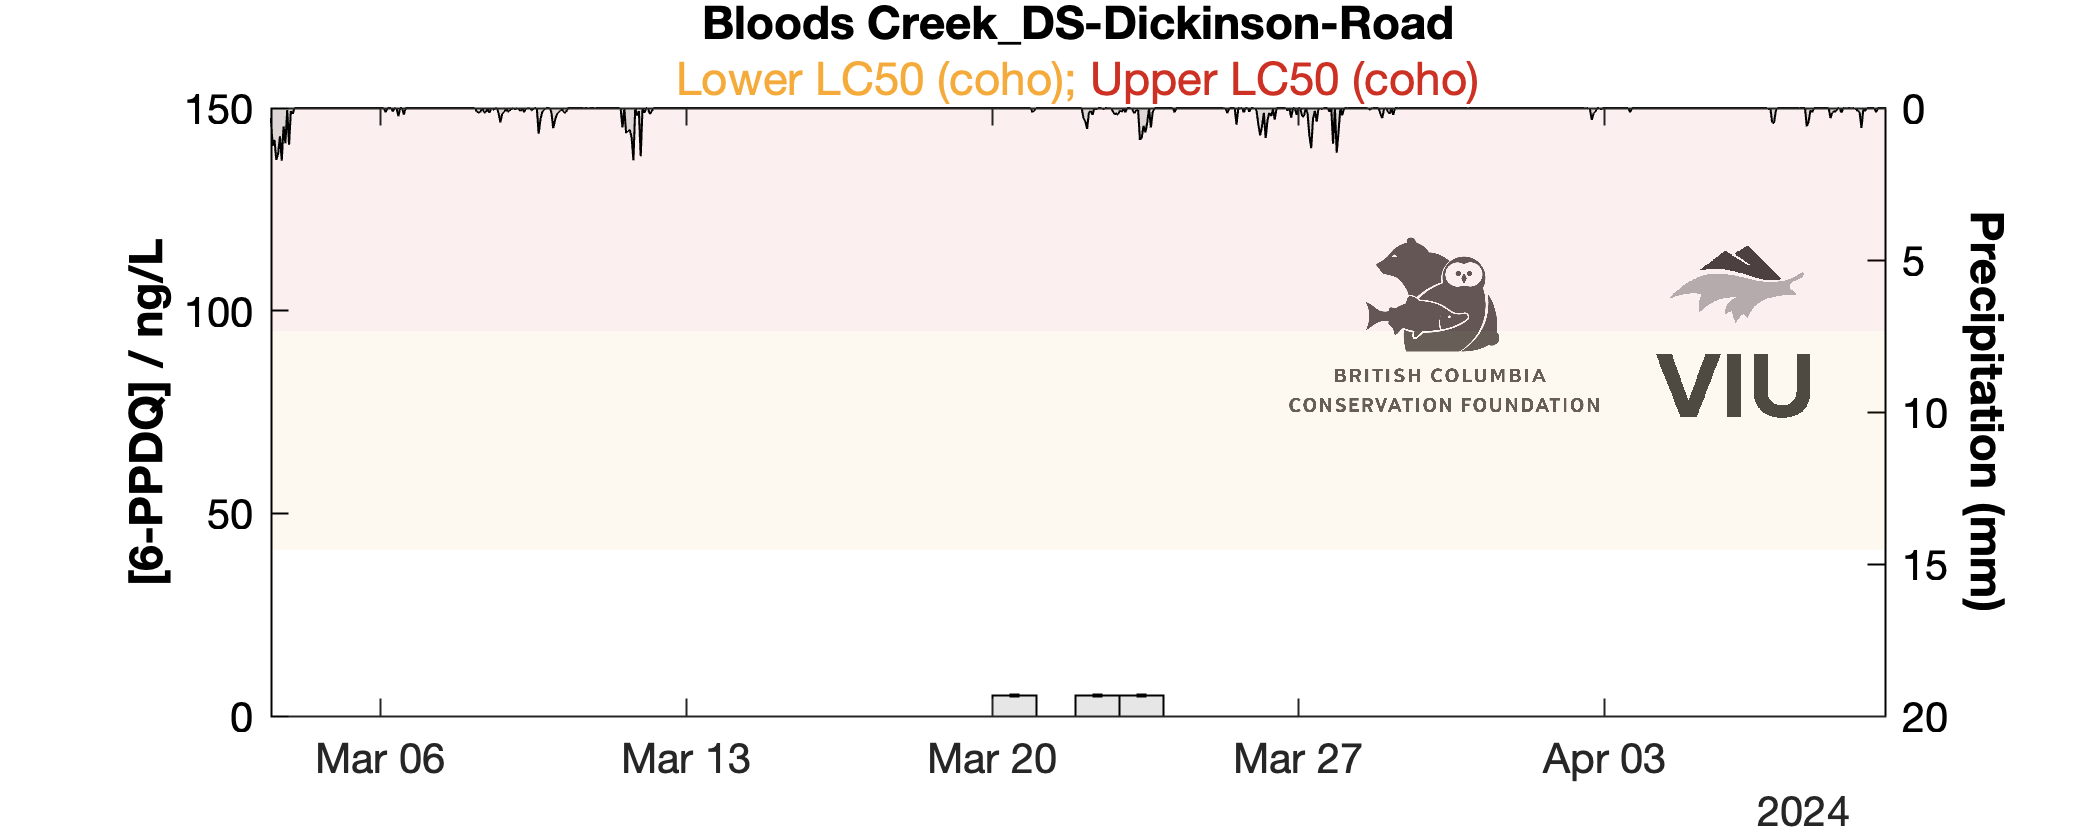 Bloods Creek_DS-Dickinson-Road
Lower LC50 (coho); Upper LC50 (coho)
[6-PPDQ] / ng/L
150
100
50
0
Precipitation (mm)
0
5
10
15
20
BRITISH COLUMBIA
CONSERVATION FOUNDATION
VIU
Mar 06
Mar 13
Mar 20
Mar 27
Apr 03
2024